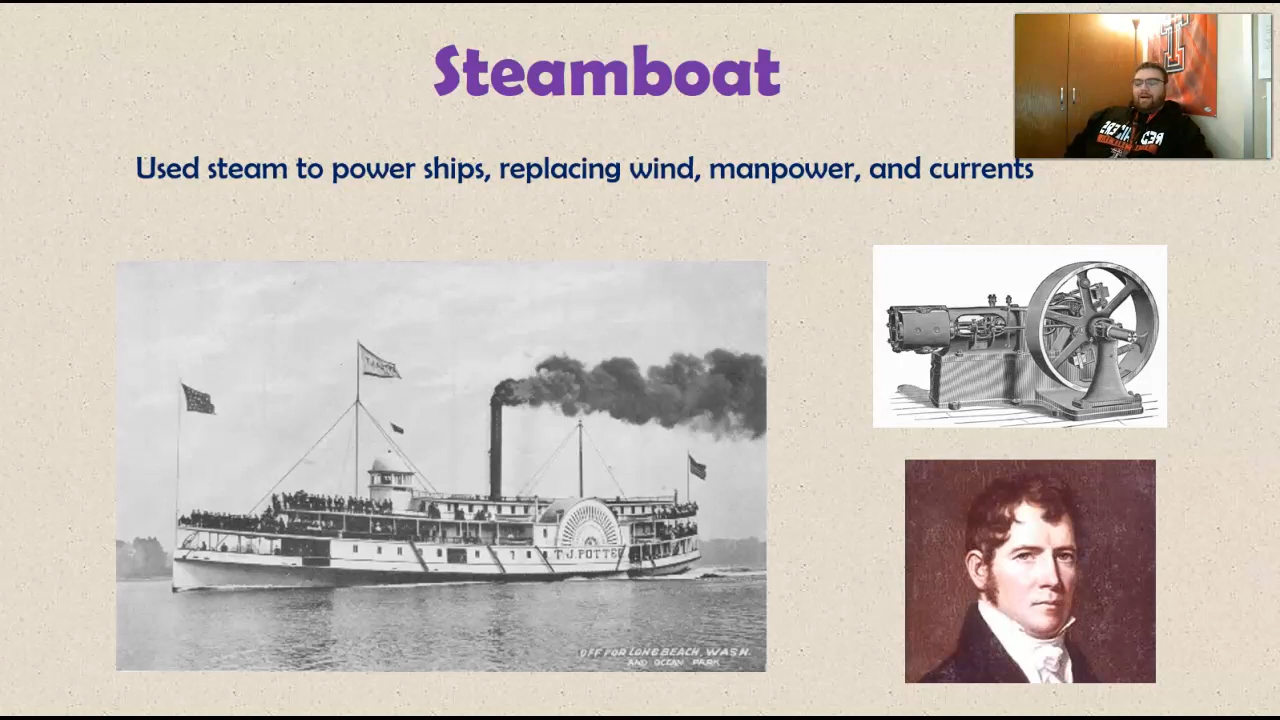 Steamboat
Used steam to power ships, replacing wind, manpower, and currents
T.J. POTTER
OFF FOR LONG BEACH, WASH.
AND OCEAN PARK